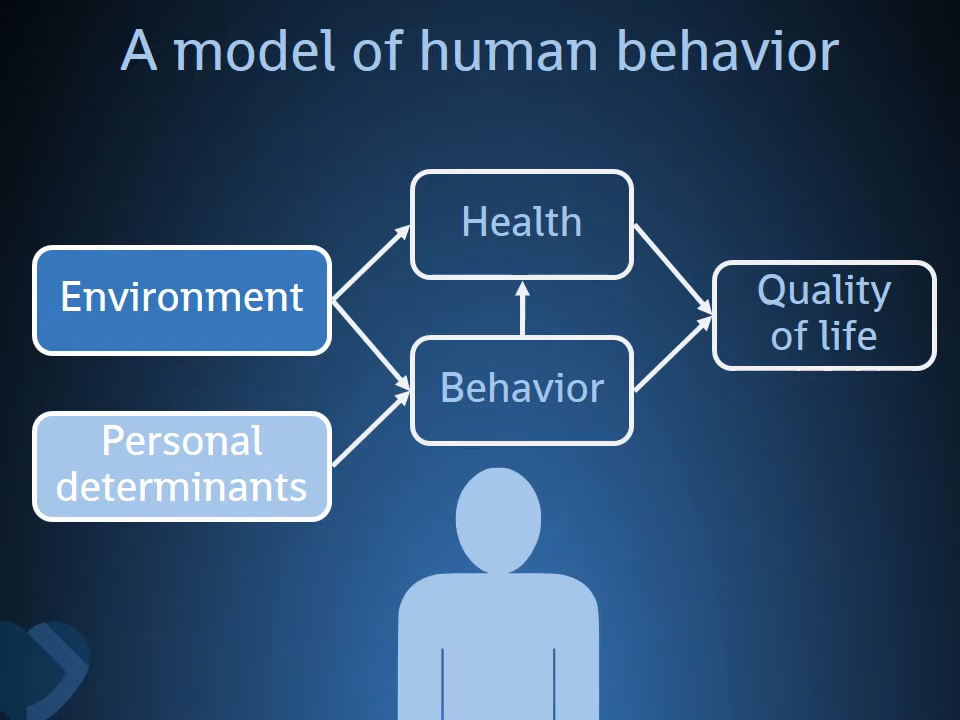 A model of human behavior
Health
Environment
Quality
of life
Behavior
Personal
determinants